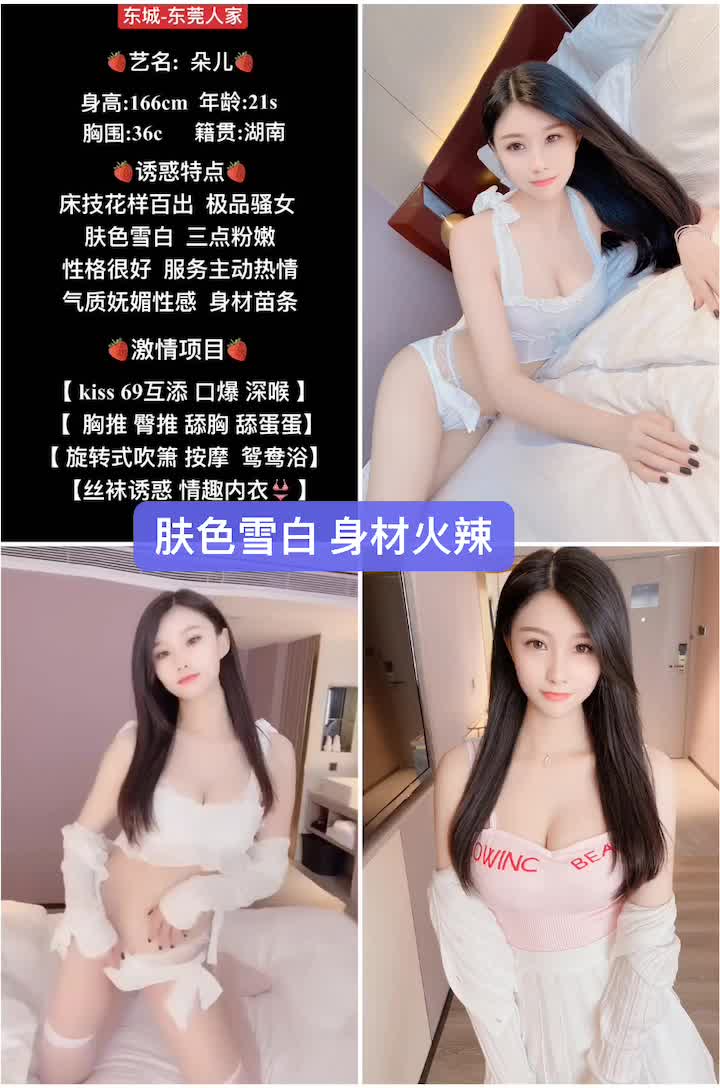 东城-东莞人家
🍓艺名: 朵儿🍓
身高:166cm 年龄:21s
胸围:36c 籍贯:湖南
🍓诱惑特点🍓
床技花样百出 极品骚女
肤色雪白 三点粉嫩
性格很好 服务主动热情
气质妩媚性感 身材苗条
🍓激情项目🍓
【 kiss 69互添 口爆 深喉 】
【 胸推 臀推 舔胸 舔蛋蛋】
【 旋转式吹箫 按摩 鸳鸯浴】
【丝袜诱惑 情趣内衣👙 】
肤色雪白 身材火辣
OWINC BEA